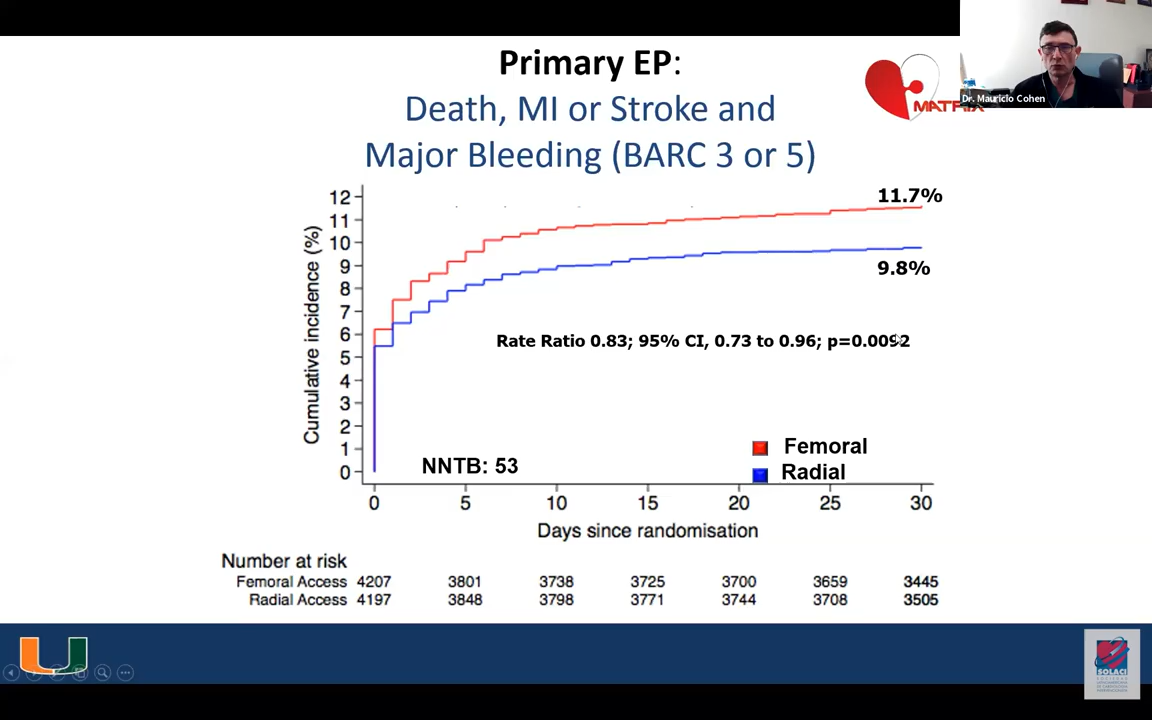 Primary EP:
Death, MI or Stroke and
Major Bleeding (BARC 3 or 5)
MATRIX
Dr. Mauricio Cohen
Cumulative incidence (%)
12
11
10
9
8
7
6
5
4
3
2
1
0
11.7%
9.8%
Rate Ratio 0.83; 95% CI, 0.73 to 0.96; p=0.0092
NNTB: 53
Femoral
Radial
0 5 10 15 20 25 30
Days since randomisation
Number at risk
Femoral Access 4207 3801 3738 3725 3700 3659 3445
Radial Access 4197 3848 3798 3771 3744 3708 3505
SOLACI